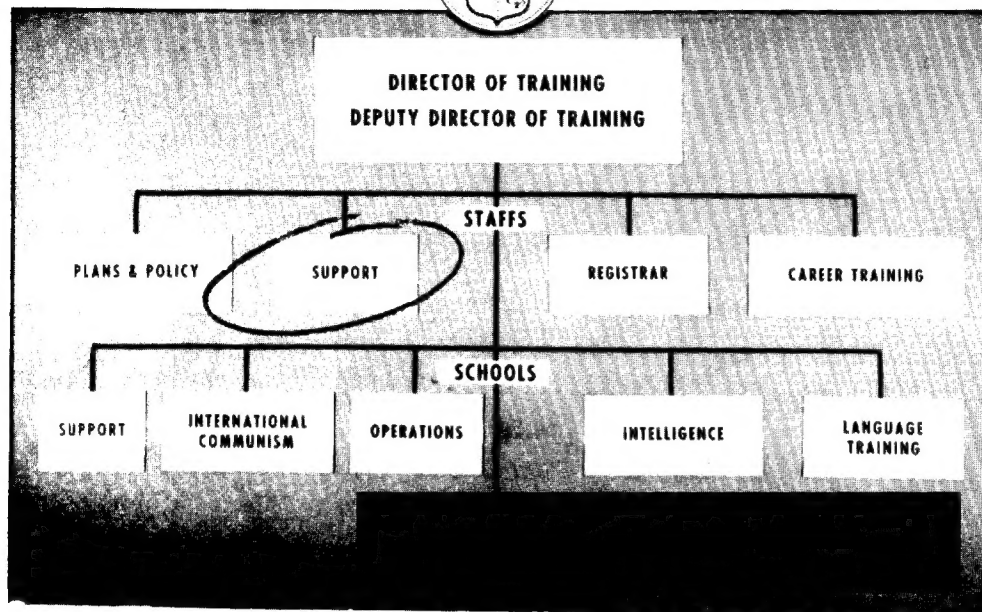 DIRECTOR OF TRAINING
DEPUTY DIRECTOR OF TRAINING
STAFFS
PLANS & POLICY
SUPPORT
REGISTRAR
CAREER TRAINING
SCHOOLS
SUPPORT
INTERNATIONAL
COMMUNISM
OPERATIONS
INTELLIGENCE
LANGUAGE
TRAINING